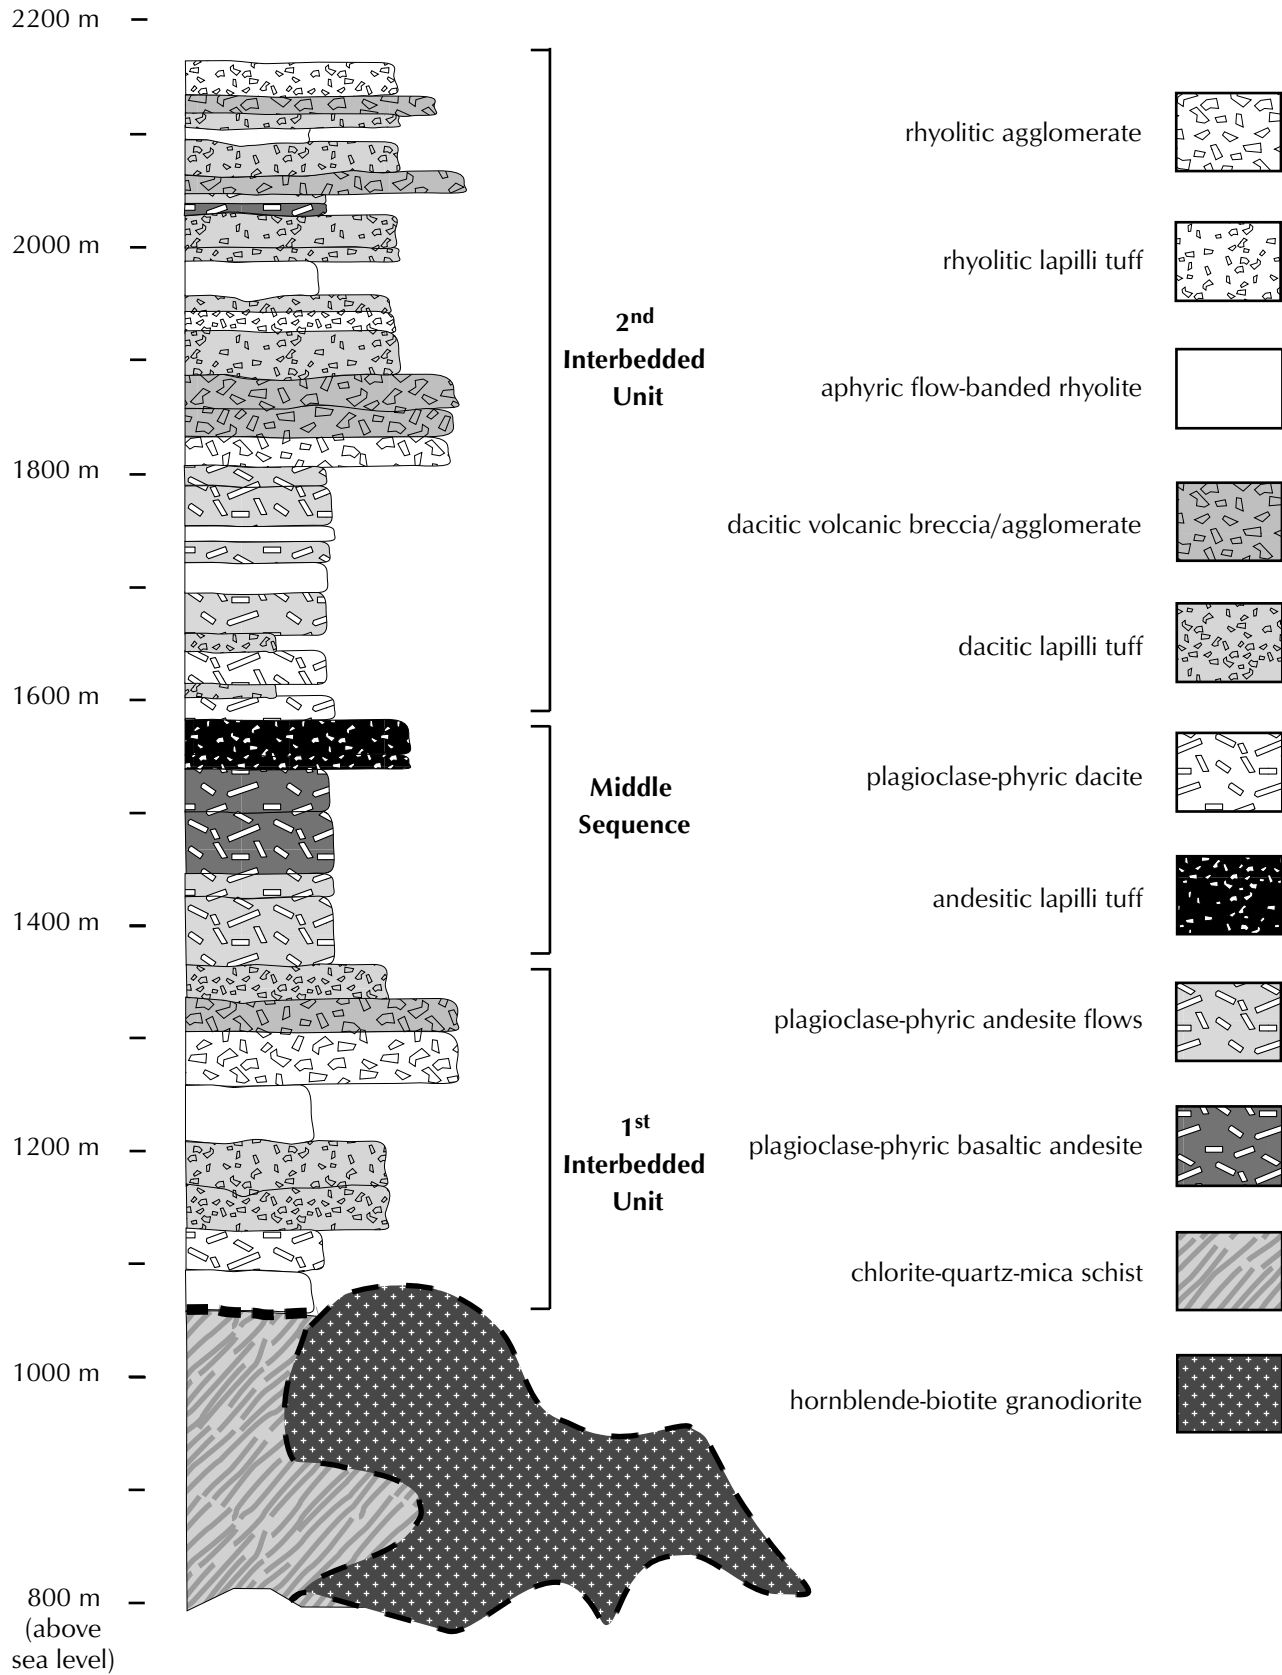 2200 m
2000 m
1800 m
1600 m
1400 m
1200 m
1000 m
800 m
(above
sea level)
2nd
Interbedded
Unit
Middle
Sequence
1st
Interbedded
Unit
rhyolitic agglomerate
rhyolitic lapilli tuff
aphyric flow-banded rhyolite
dacitic volcanic breccia/agglomerate
dacitic lapilli tuff
plagioclase-phyric dacite
andesitic lapilli tuff
plagioclase-phyric andesite flows
plagioclase-phyric basaltic andesite
chlorite-quartz-mica schist
hornblende-biotite granodiorite